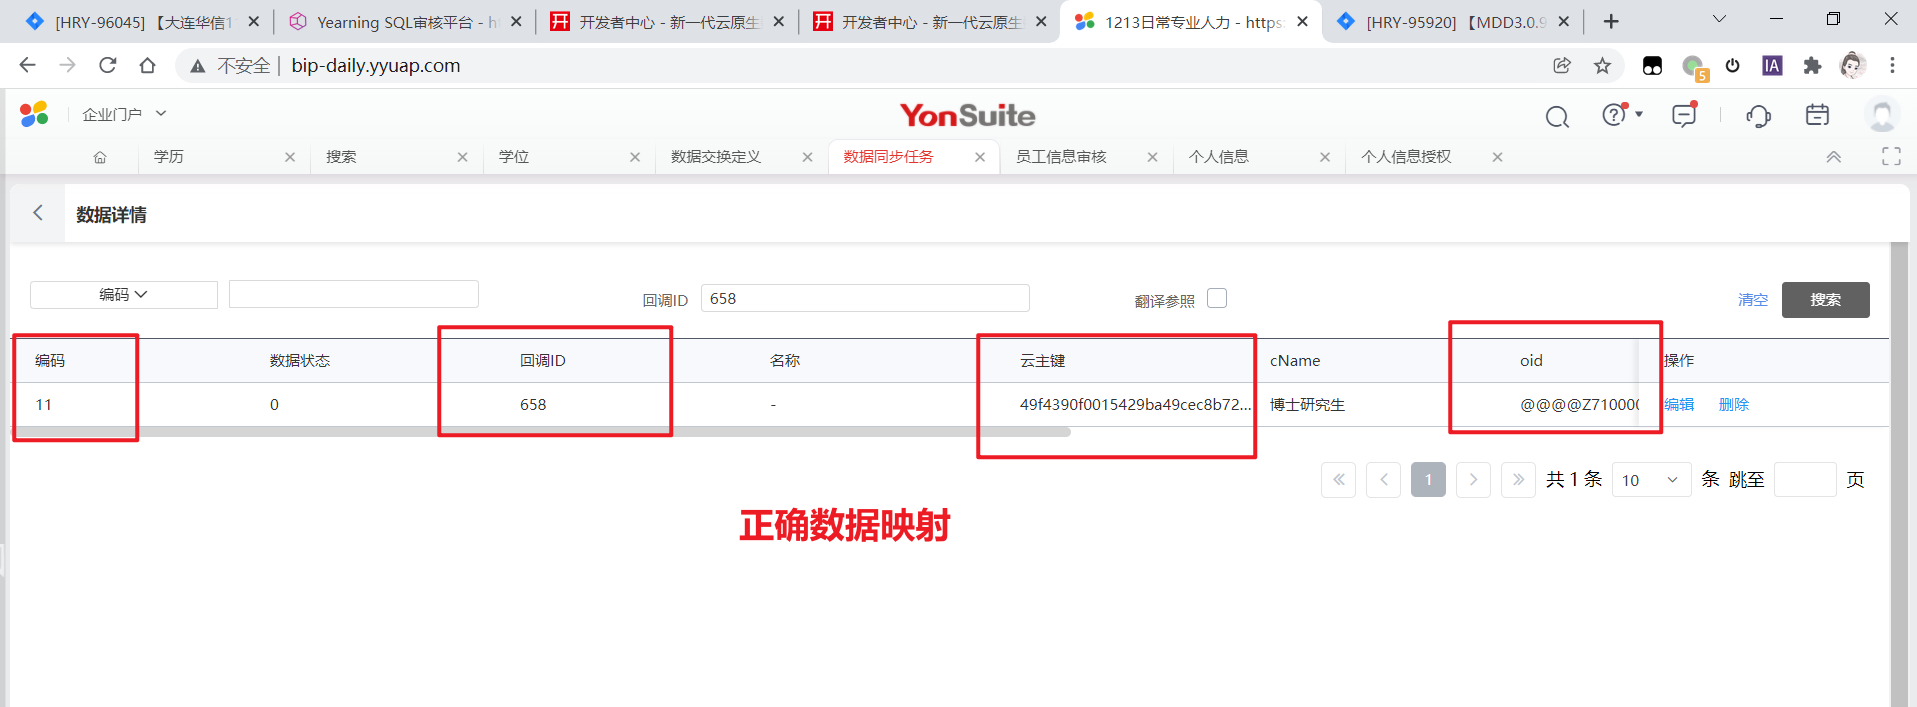 [HRY-96045] 【大连华信1
Yearning SQL审核平台 - ht
开发者中心 - 新一代云原生
开发者中心 - 新一代云原生
1213日常专业人力 - https:
[HRY-95920] 【MDD3.0.9
不安全 bip-daily.yyuap.com
5
IA
企业门户
YonSuite
学历
搜索
学位
数据交换定义
数据同步任务
员工信息审核
个人信息
个人信息授权
数据详情
编码
回调ID 658
翻译参照
清空
搜索
编码 数据状态 回调ID 名称 云主键 cName oid 操作
11 0 658 - 49f4390f0015429ba49cec8b72... 博士研究生 @@@@Z71000 编辑 删除
1 共 1 条 10 条 跳至 页
正确数据映射